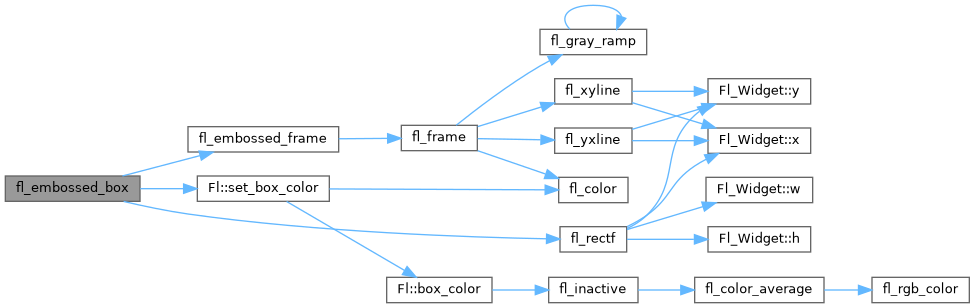 fl_gray_ramp
fl_xyline
Fl_Widget::y
fl_embossed_frame
fl_frame
fl_yxline
Fl_Widget::x
fl_embossed_box
Fl::set_box_color
fl_color
Fl_Widget::w
fl_rectf
Fl_Widget::h
Fl::box_color
fl_inactive
fl_color_average
fl_rgb_color